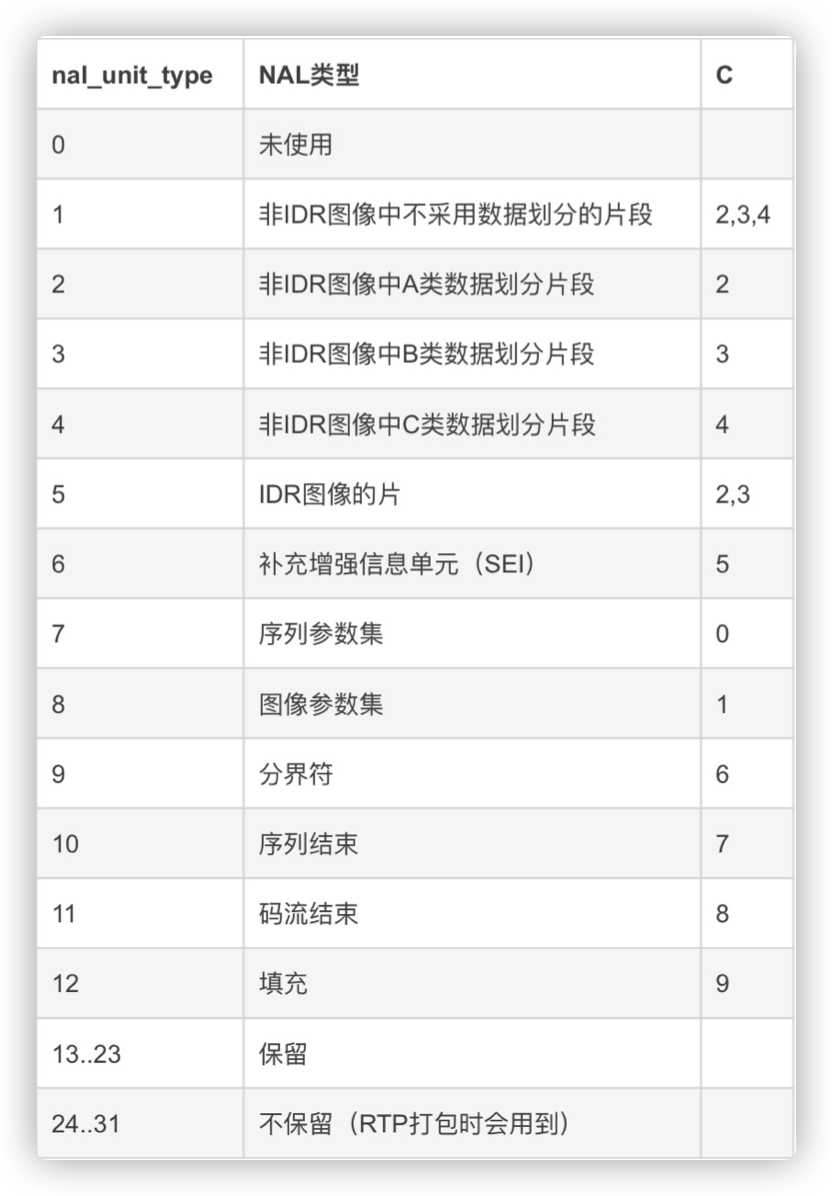 nal_unit_type NAL类型 C
0 未使用
1 非IDR图像中不采用数据划分的片段 2,3,4
2 非IDR图像中A类数据划分片段 2
3 非IDR图像中B类数据划分片段 3
4 非IDR图像中C类数据划分片段 4
5 IDR图像的片 2,3
6 补充增强信息单元（SEI） 5
7 序列参数集 0
8 图像参数集 1
9 分界符 6
10 序列结束 7
11 码流结束 8
12 填充 9
13..23 保留
24..31 不保留（RTP打包时会用到）